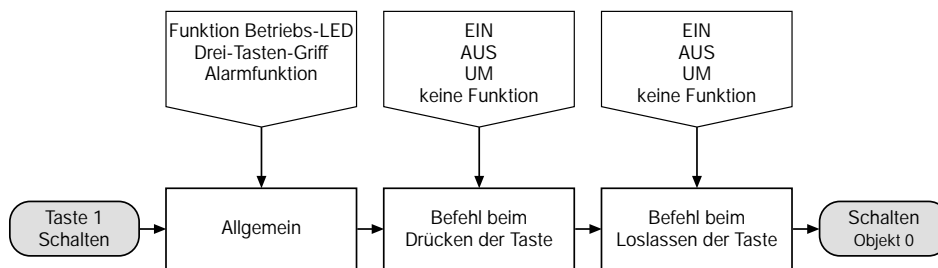 Funktion Betriebs-LED
Drei-Tasten-Griff
Alarmfunktion
EIN
AUS
UM
keine Funktion
EIN
AUS
UM
keine Funktion
Taste 1
Schalten
Allgemein
Befehl beim
Drücken der Taste
Befehl beim
Loslassen der Taste
Schalten
Objekt 0